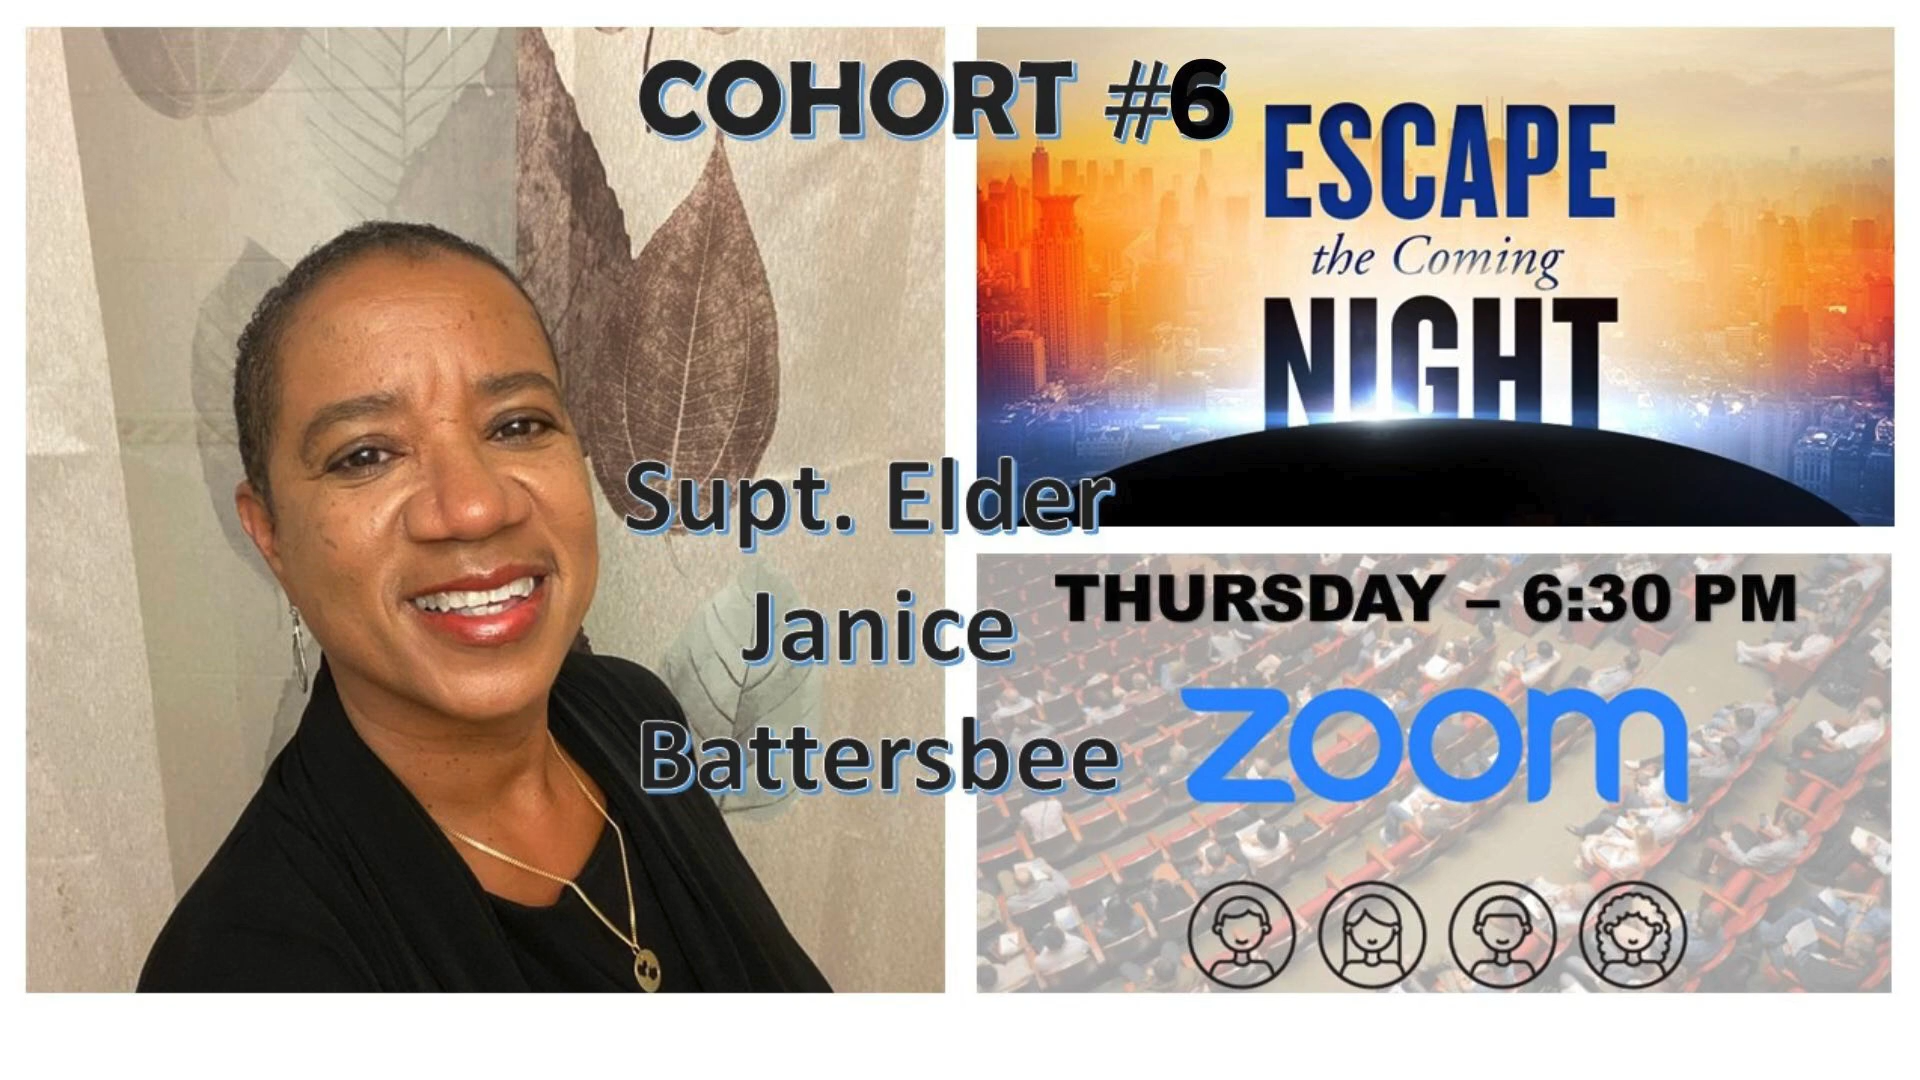 COHORT #6
ESCAPE
the Coming
NIGHT
Supt. Elder
Janice
Battersbee
THURSDAY – 6:30 PM
zoom